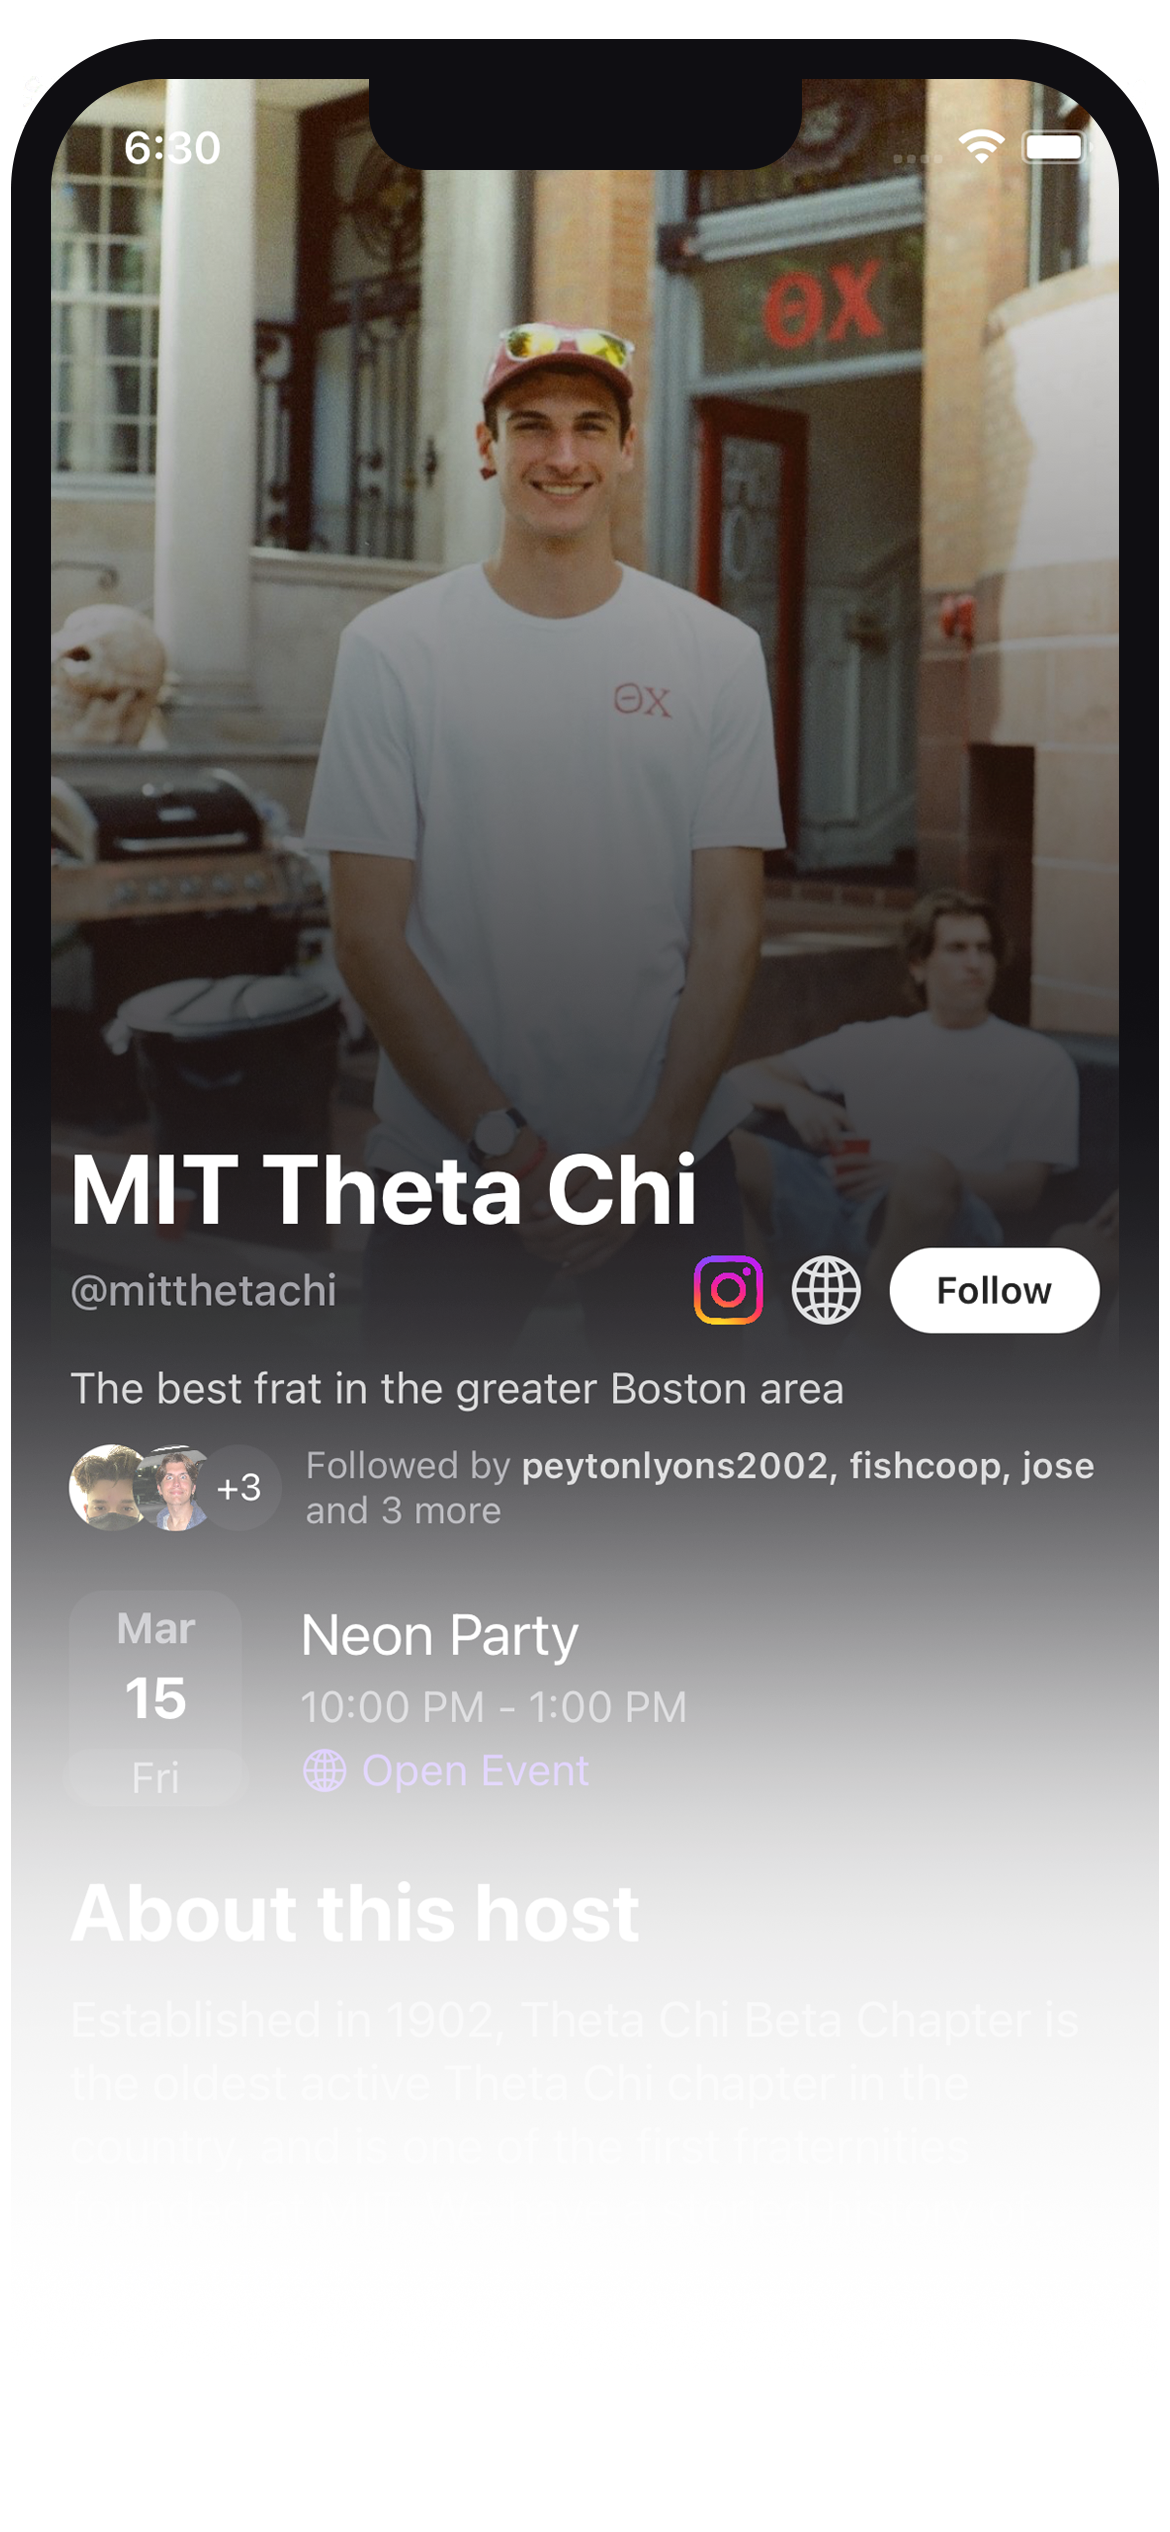 6:30
ΘΧ
ΘΧ
MIT Theta Chi
@mitthetachi
Follow
The best frat in the greater Boston area
+3
Followed by peytonlyons2002, fishcoop, jose
and 3 more
Mar
15
Fri
Neon Party
10:00 PM - 1:00 PM
Open Event
About this host
Established in 1902, Theta Chi Beta Chapter is
the oldest active Theta Chi chapter in the
country, and is one of the first fraternities